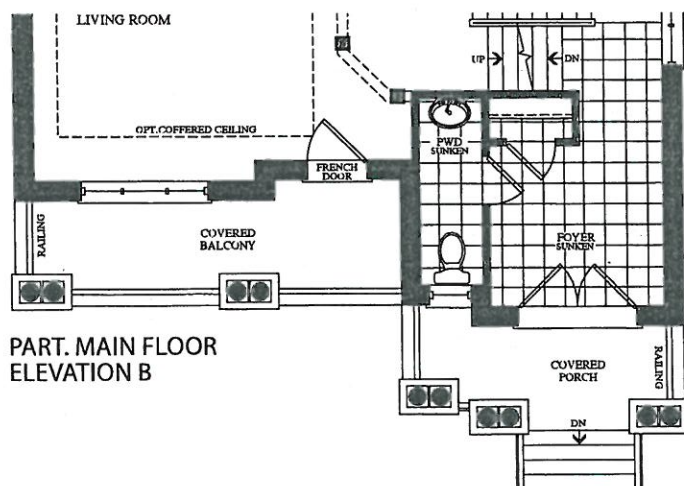 LIVING ROOM
UP
DN
OPT.COFFERED CEILING
PWD
SUNKEN
FRENCH
DOOR
RAILING
COVERED
BALCONY
FOYER
SUNKEN
PART. MAIN FLOOR
ELEVATION B
COVERED
PORCH
RAILING
DN